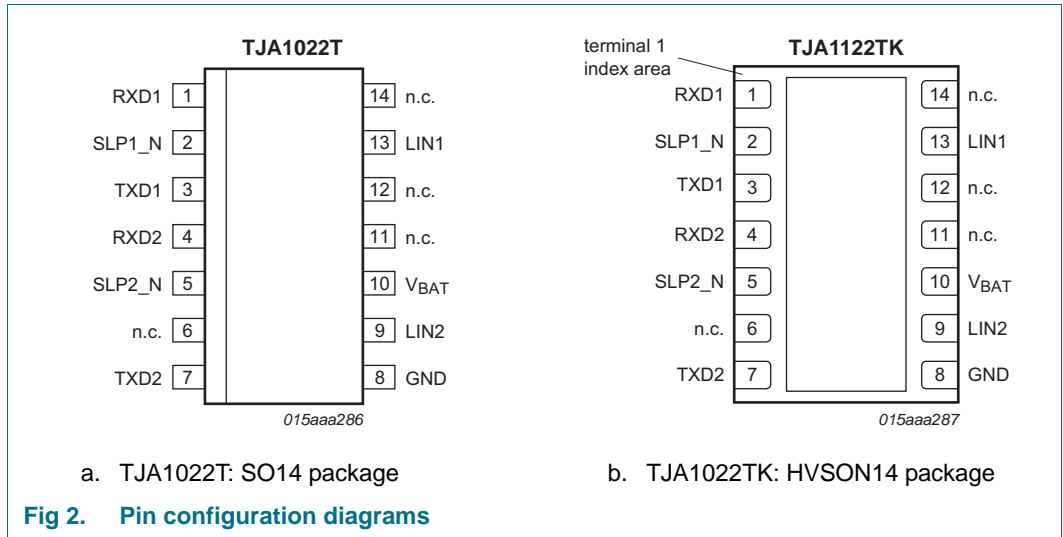 TJA1022T
RXD1 1
14 n.c.
SLP1_N 2
13 LIN1
TXD1 3
12 n.c.
RXD2 4
11 n.c.
SLP2_N 5
10 VBAT
n.c. 6
9 LIN2
TXD2 7
8 GND
015aaa286
a. TJA1022T: SO14 package
terminal 1
index area
TJA1122TK
RXD1 1
14 n.c.
SLP1_N 2
13 LIN1
TXD1 3
12 n.c.
RXD2 4
11 n.c.
SLP2_N 5
10 VBAT
n.c. 6
9 LIN2
TXD2 7
8 GND
015aaa287
b. TJA1022TK: HVSON14 package
Fig 2. Pin configuration diagrams